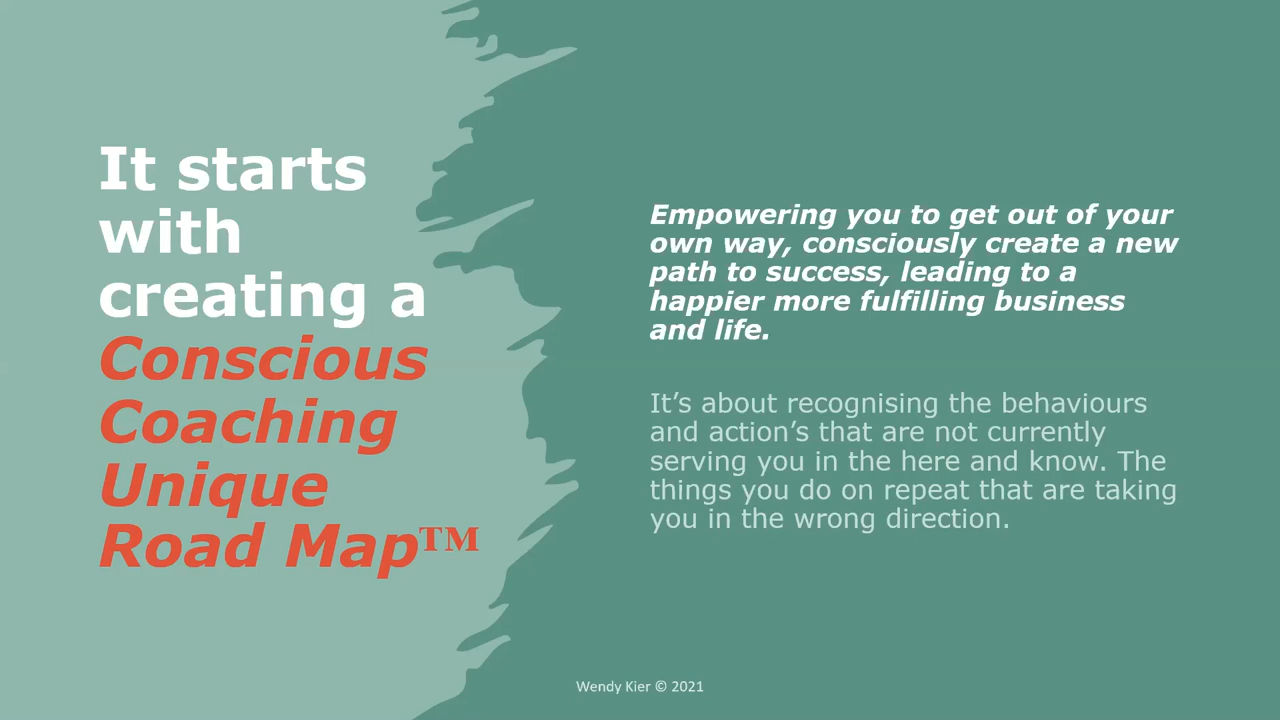 It starts
with
creating a
Conscious
Coaching
Unique
Road Map™
Empowering you to get out of your
own way, consciously create a new
path to success, leading to a
happier more fulfilling business
and life.
It’s about recognising the behaviours
and action’s that are not currently
serving you in the here and know. The
things you do on repeat that are taking
you in the wrong direction.
Wendy Kier © 2021